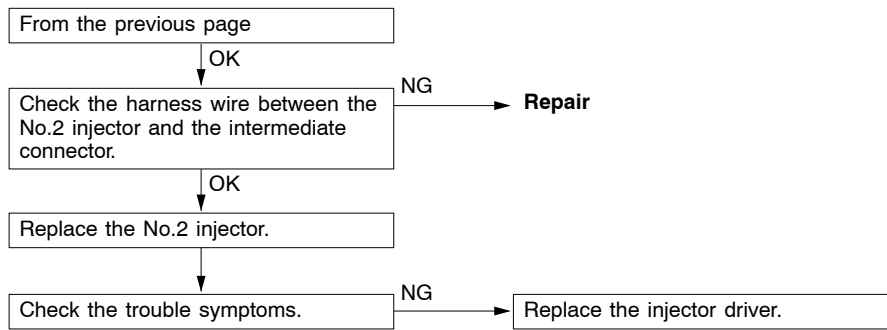 From the previous page
OK
Check the harness wire between the
No.2 injector and the intermediate
connector.
NG
Repair
OK
Replace the No.2 injector.
Check the trouble symptoms.
NG
Replace the injector driver.